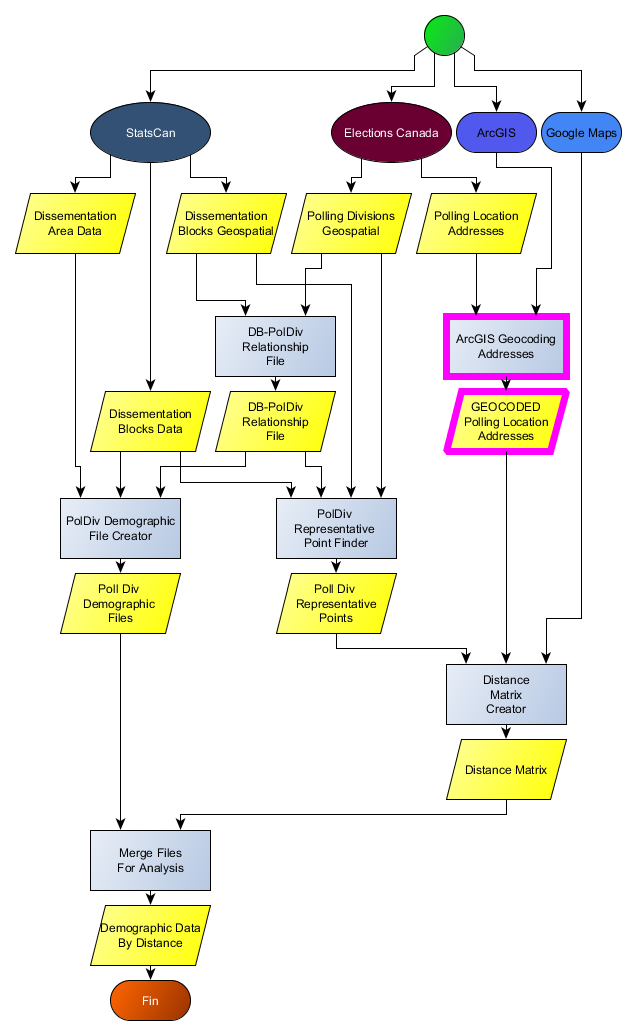 StatsCan
Elections Canada
ArcGIS
Google Maps
Dissementation
Area Data
Dissementation
Blocks Geospatial
Polling Divisions
Geospatial
Polling Location
Addresses
DB-PolDiv
Relationship
File
ArcGIS Geocoding
Addresses
Dissementation
Blocks Data
DB-PolDiv
Relationship
File
GEOCODED
Polling Location
Addresses
PolDiv Demographic
File Creator
PolDiv
Representative
Point Finder
Poll Div
Demographic
Files
Poll Div
Representative
Points
Distance
Matrix
Creator
Distance Matrix
Merge Files
For Analysis
Demographic Data
By Distance
Fin